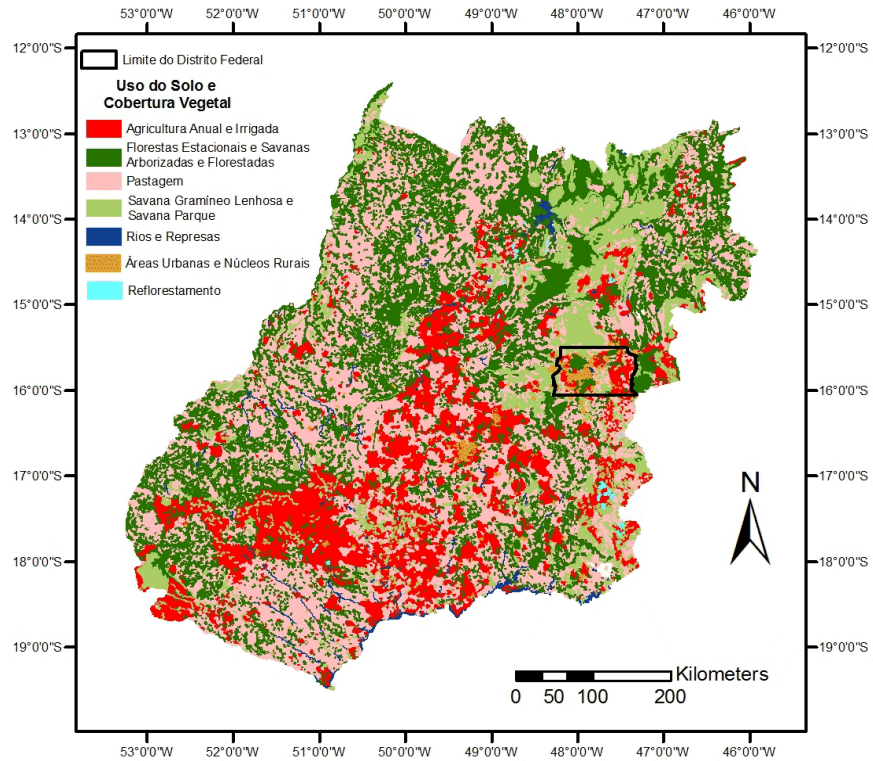 53°0'0"W 52°0'0"W 51°0'0"W 50°0'0"W 49°0'0"W 48°0'0"W 47°0'0"W 46°0'0"W
12°0'0"S 12°0'0"S
Limite do Distrito Federal
Uso do Solo e
Cobertura Vegetal
Agricultura Anual e Irrigada
Florestas Estacionais e Savanas
Arborizadas e Florestadas
Pastagem
Savana Gramíneo Lenhosa e
Savana Parque
Rios e Represas
Áreas Urbanas e Núcleos Rurais
Reflorestamento
13°0'0"S 13°0'0"S
14°0'0"S 14°0'0"S
15°0'0"S 15°0'0"S
16°0'0"S 16°0'0"S
17°0'0"S 17°0'0"S
N
18°0'0"S 18°0'0"S
19°0'0"S 19°0'0"S
Kilometers
0 50 100 200
53°0'0"W 52°0'0"W 51°0'0"W 50°0'0"W 49°0'0"W 48°0'0"W 47°0'0"W 46°0'0"W